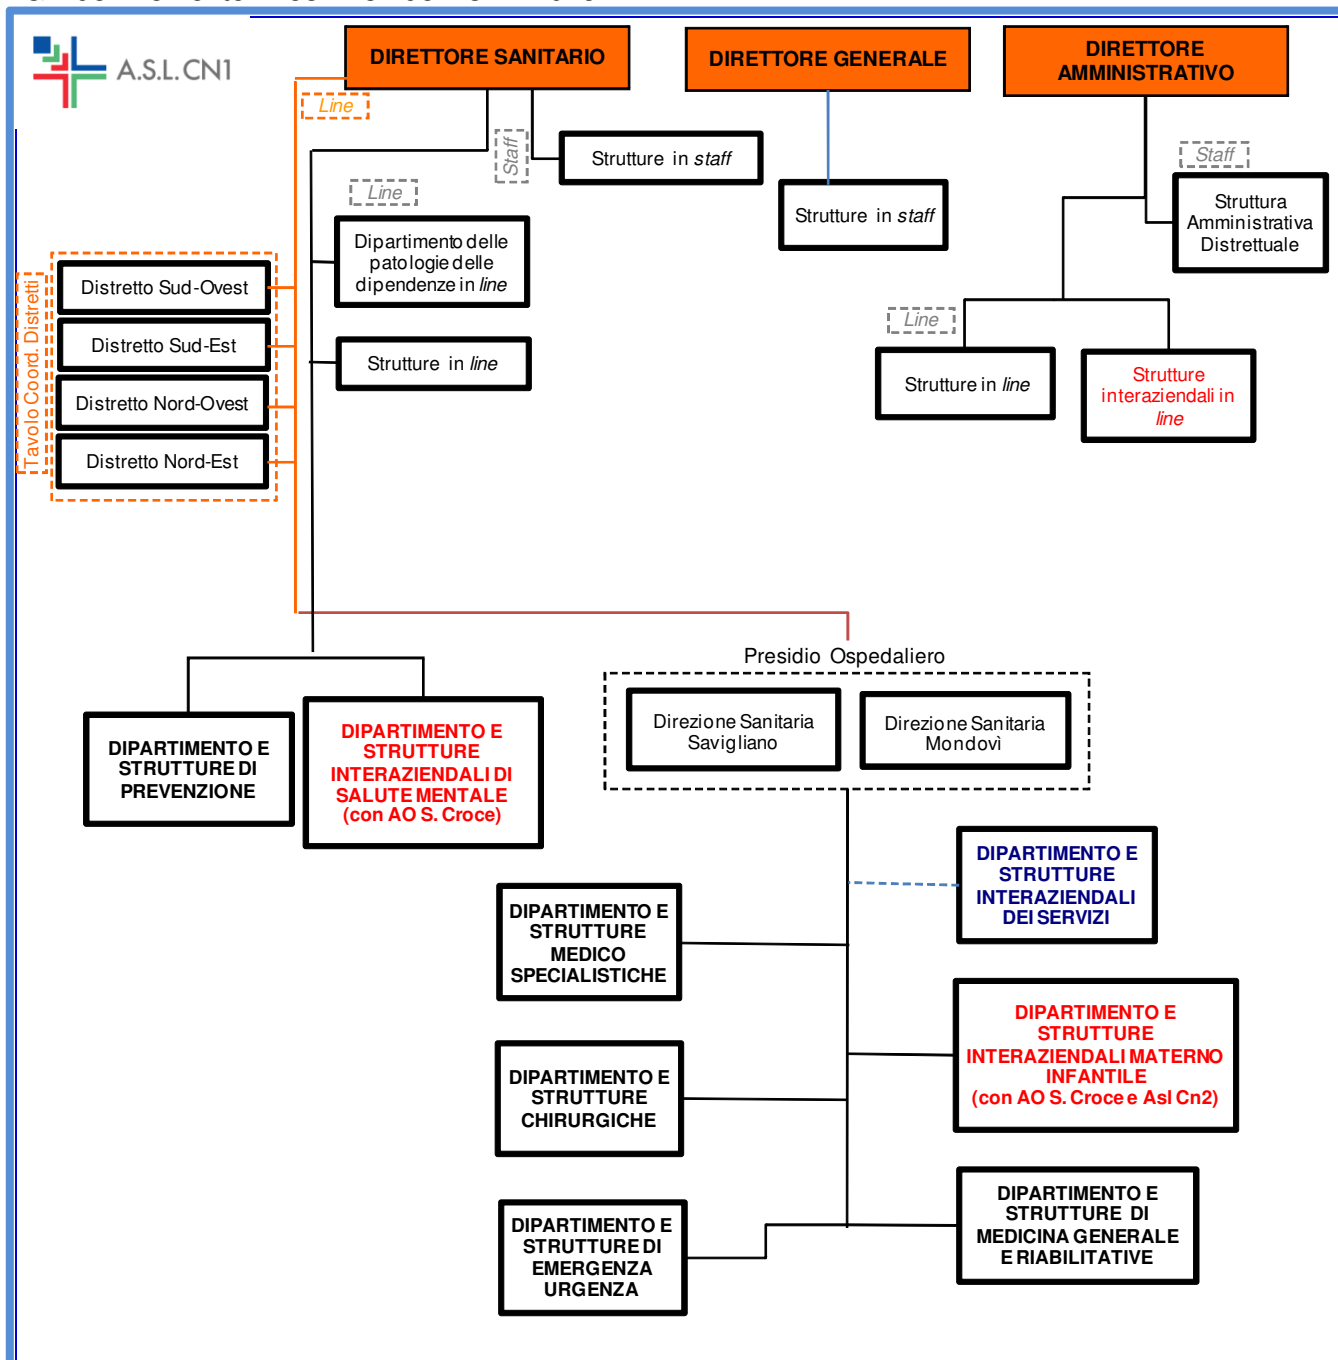 A.S.L. CN1
DIRETTORE SANITARIO
DIRETTORE GENERALE
DIRETTORE
AMMINISTRATIVO
Line
Staff
Strutture in staff
Strutture in staff
Staff
Struttura
Amministrativa
Distrettuale
Line
Dipartimento delle
patologie delle
dipendenze in line
Strutture in line
Tavolo Coord. Distretti
Distretto Sud-Ovest
Distretto Sud-Est
Distretto Nord-Ovest
Distretto Nord-Est
Line
Strutture in line
Strutture
interaziendali in
line
Presidio Ospedaliero
Direzione Sanitaria
Savigliano
Direzione Sanitaria
Mondovì
DIPARTIMENTO E
STRUTTURE DI
PREVENZIONE
DIPARTIMENTO E
STRUTTURE
INTERAZIENDALI DI
SALUTE MENTALE
(con AO S. Croce)
DIPARTIMENTO E
STRUTTURE
INTERAZIENDALI
DEI SERVIZI
DIPARTIMENTO E
STRUTTURE
MEDICO
SPECIALISTICHE
DIPARTIMENTO E
STRUTTURE
INTERAZIENDALI MATERNO
INFANTILE
(con AO S. Croce e Asl Cn2)
DIPARTIMENTO E
STRUTTURE
CHIRURGICHE
DIPARTIMENTO E
STRUTTURE DI
MEDICINA GENERALE
E RIABILITATIVE
DIPARTIMENTO E
STRUTTURE DI
EMERGENZA
URGENZA